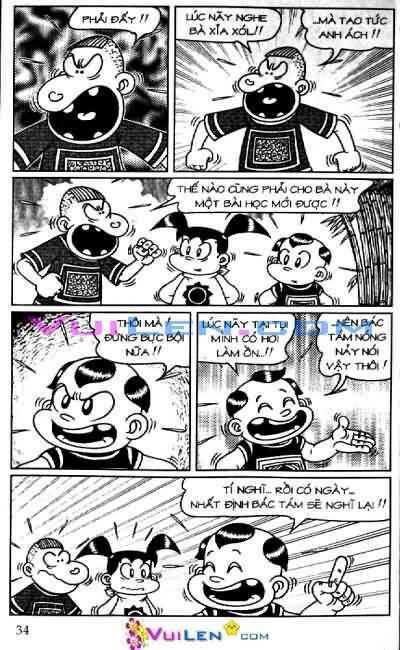 PHẢI ĐẤY !!
LÚC NÃY NGHE
BÀ XỈA XÓI..
..MÀ TAO TỨC
ANH ÁCH !!
THẾ NÀO CŨNG PHẢI CHO BÀ NÀY
MỘT BÀI HỌC MỚI ĐƯỢC !!
VUILEN.COM
THÔI MÀ !
ĐỪNG BỰC BỘI
NỮA !!
LÚC NÃY TẠI TỤI
MÌNH CÓ HƠI
LÀM ỒN..!
..NÊN BÁC
TÁM NÓNG
NẢY NÓI
VẬY THÔI !
TÍ NGHĨ... RỒI CÓ NGÀY...
NHẤT ĐỊNH BÁC TÁM SẼ NGHĨ LẠI !!
34
VUILEN.COM